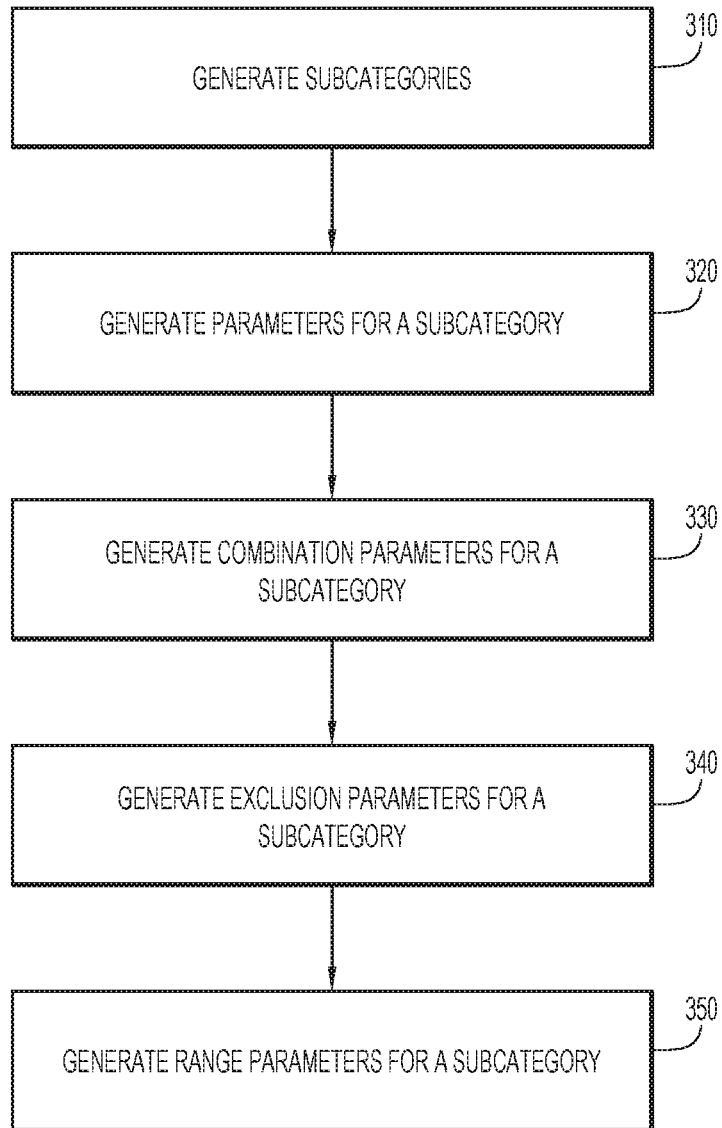 310
GENERATE SUBCATEGORIES
320
GENERATE PARAMETERS FOR A SUBCATEGORY
330
GENERATE COMBINATION PARAMETERS FOR A
SUBCATEGORY
340
GENERATE EXCLUSION PARAMETERS FOR A
SUBCATEGORY
350
GENERATE RANGE PARAMETERS FOR A SUBCATEGORY